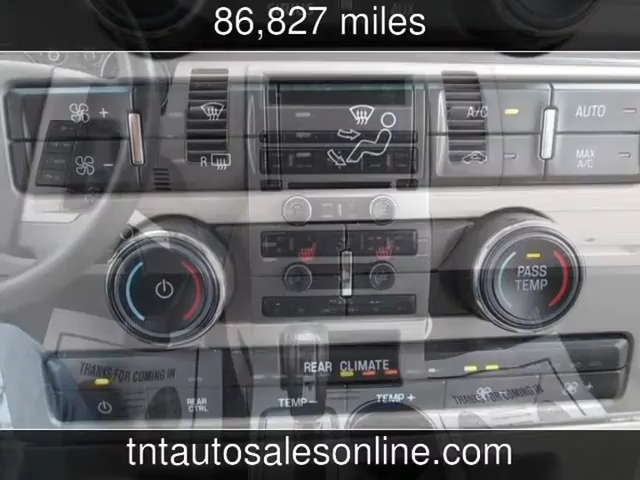 86,827 miles
AUX
A/C
AUTO
R
MAX
A/C
PASS
TEMP
REAR CLIMATE
THANKS FOR COMING IN
THANKS FOR COMING IN
REAR
CTRL
TEMP-
TEMP+
tntautosalesonline.com